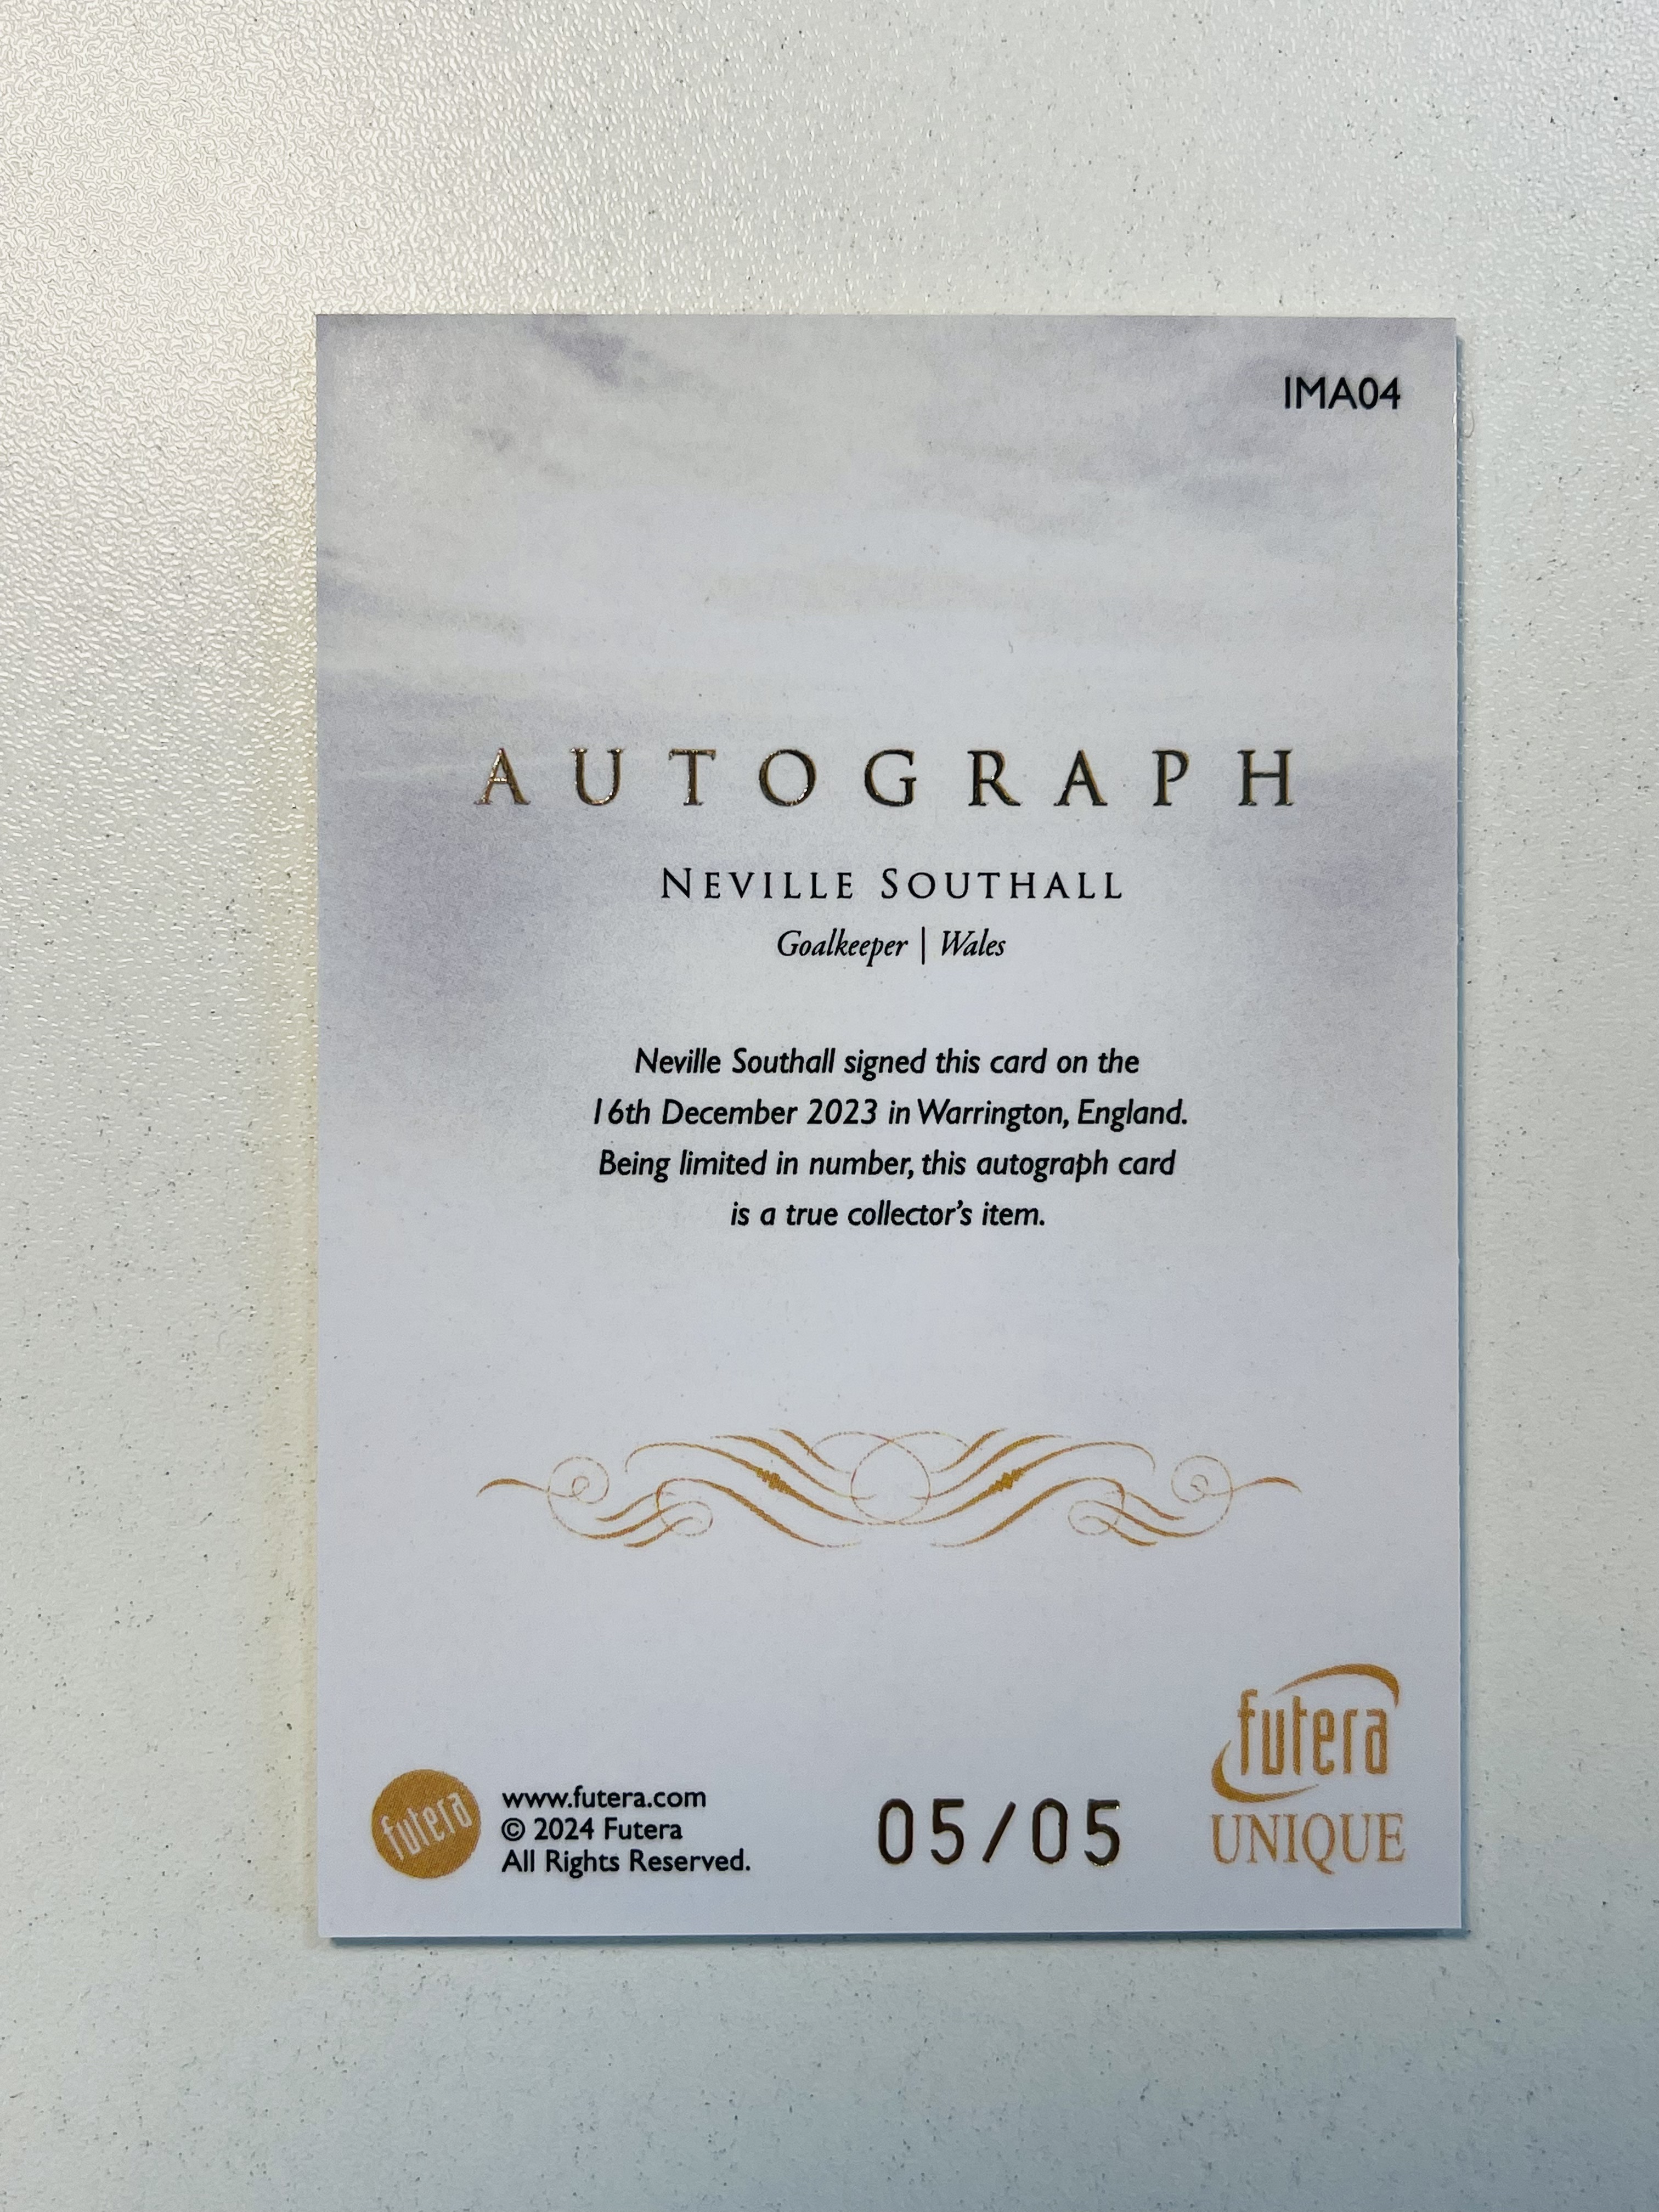 IMA04
AUTOGRAPH
NEVILLE SOUTHALL
Goalkeeper | Wales
Neville Southall signed this card on the
16th December 2023 in Warrington, England.
Being limited in number, this autograph card
is a true collector's item.
futera
www.futera.com
© 2024 Futera
All Rights Reserved.
05/05
futera
UNIQUE